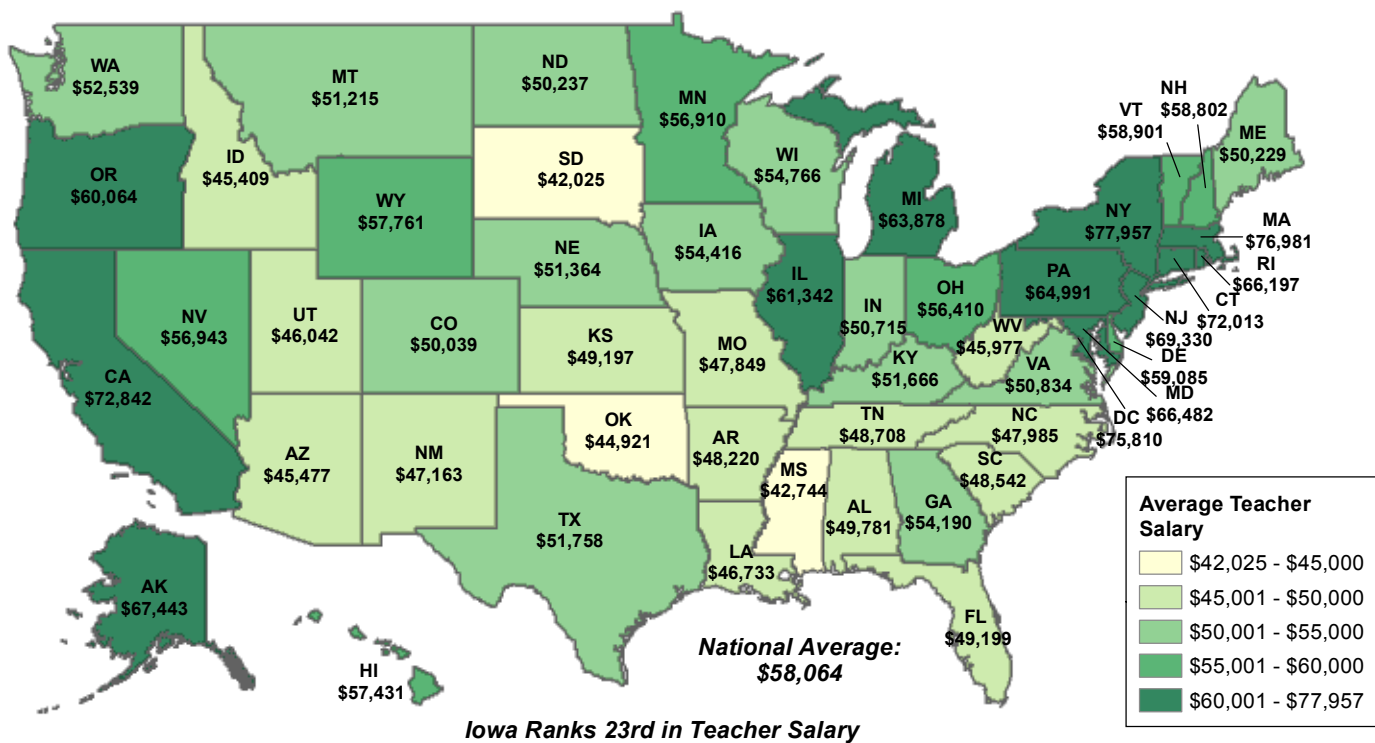 WA
$52,539
MT
$51,215
ND
$50,237
MN
$56,910
NH
$58,802
VT
$58,901
ME
$50,229
OR
$60,064
ID
$45,409
SD
$42,025
WI
$54,766
WY
$57,761
MI
$63,878
NY
$77,957
MA
$76,981
RI
$66,197
CT
$72,013
NE
$51,364
IA
$54,416
IL
$61,342
IN
$50,715
OH
$56,410
PA
$64,991
NJ
$69,330
DE
$59,085
MD
$66,482
DC
$75,810
NV
$56,943
UT
$46,042
CO
$50,039
KS
$49,197
MO
$47,849
KY
$51,666
WV
$45,977
VA
$50,834
CA
$72,842
AZ
$45,477
NM
$47,163
OK
$44,921
AR
$48,220
TN
$48,708
NC
$47,985
SC
$48,542
MS
$42,744
AL
$49,781
GA
$54,190
TX
$51,758
LA
$46,733
FL
$49,199
AK
$67,443
HI
$57,431
National Average:
$58,064
Iowa Ranks 23rd in Teacher Salary
Average Teacher
Salary
$42,025 - $45,000
$45,001 - $50,000
$50,001 - $55,000
$55,001 - $60,000
$60,001 - $77,957